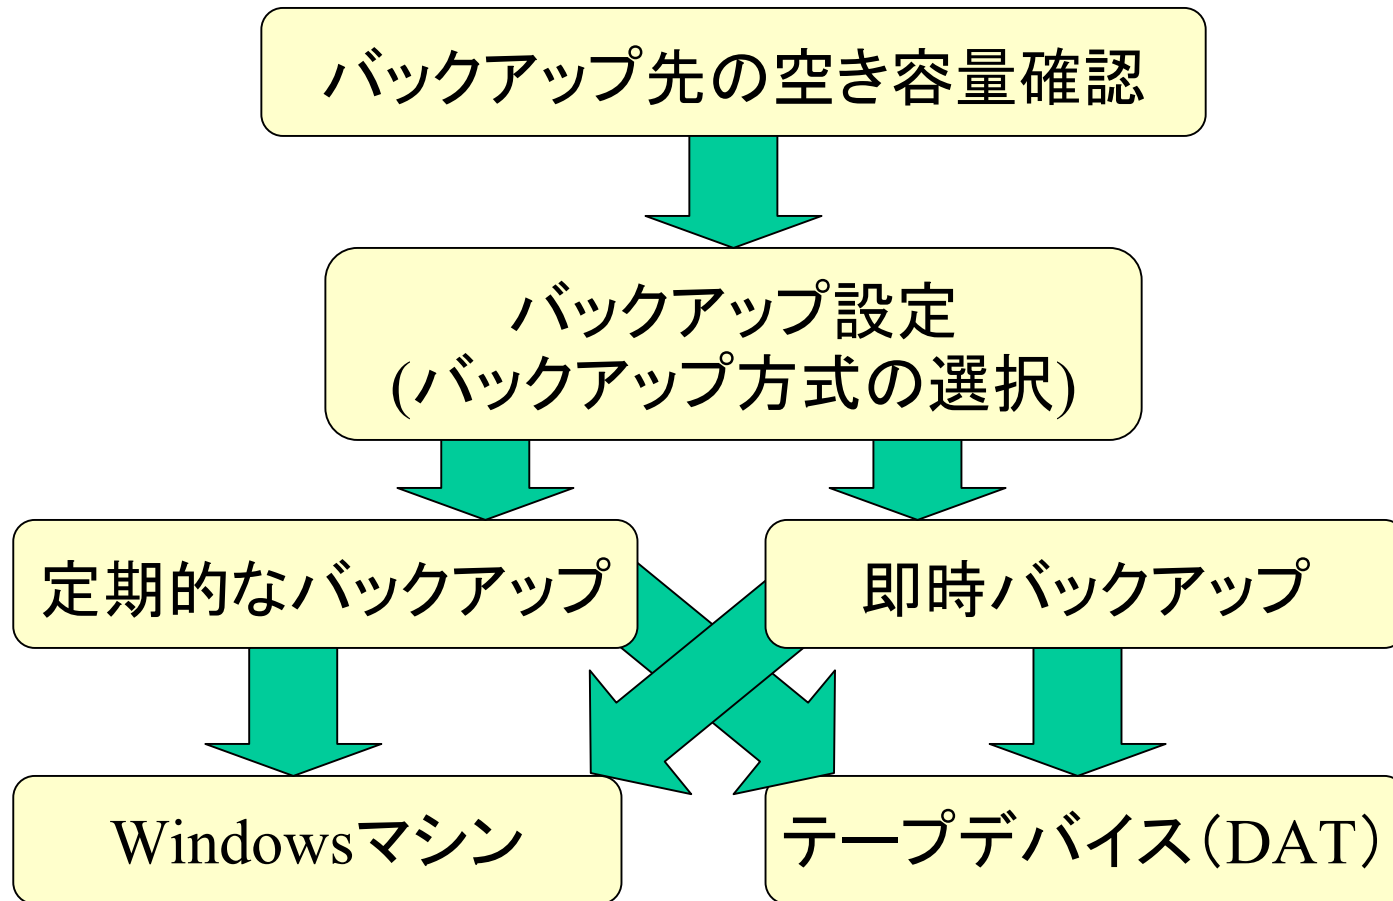 バックアップ先の空き容量確認
バックアップ設定
(バックアップ方式の選択)
定期的なバックアップ
即時バックアップ
Windowsマシン
テープデバイス（DAT）